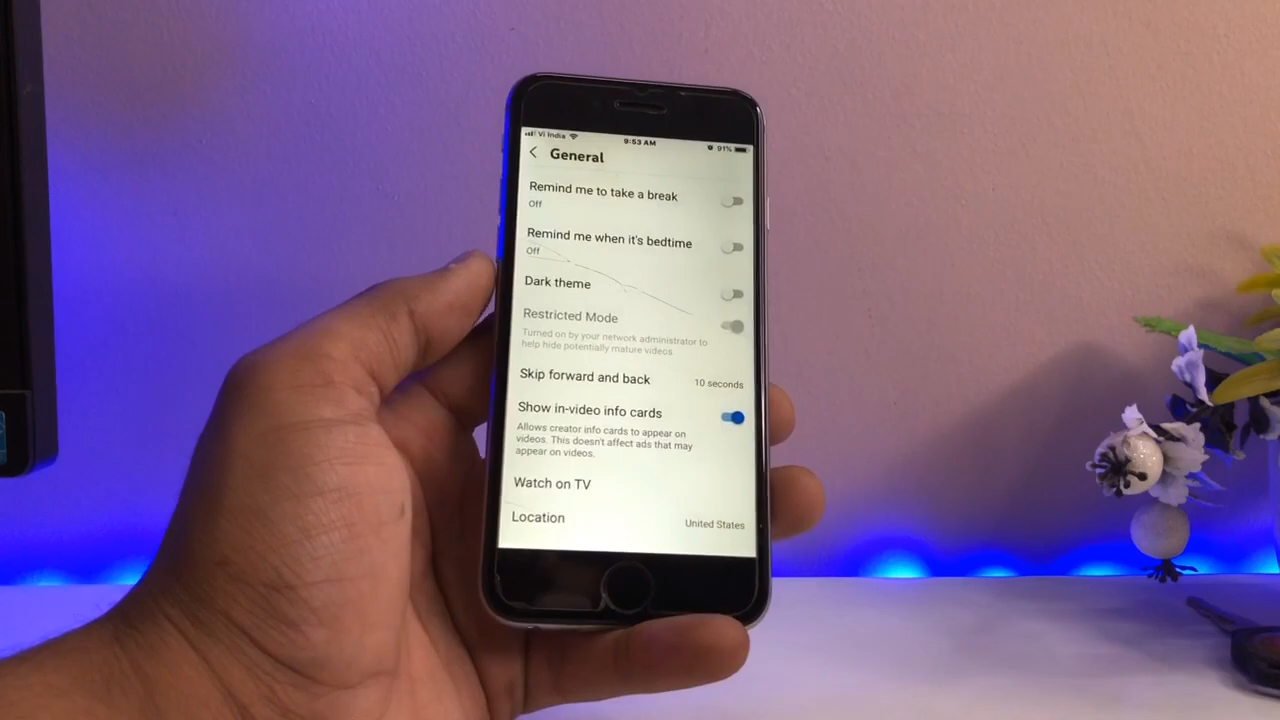 Vi India 9:53 AM 91%
General
Remind me to take a break
Off
Remind me when it's bedtime
Off
Dark theme
Restricted Mode
Turned on by your network administrator to
help hide potentially mature videos.
Skip forward and back 10 seconds
Show in-video info cards
Allows creator info cards to appear on
videos. This doesn't affect ads that may
appear on videos.
Watch on TV
Location United States